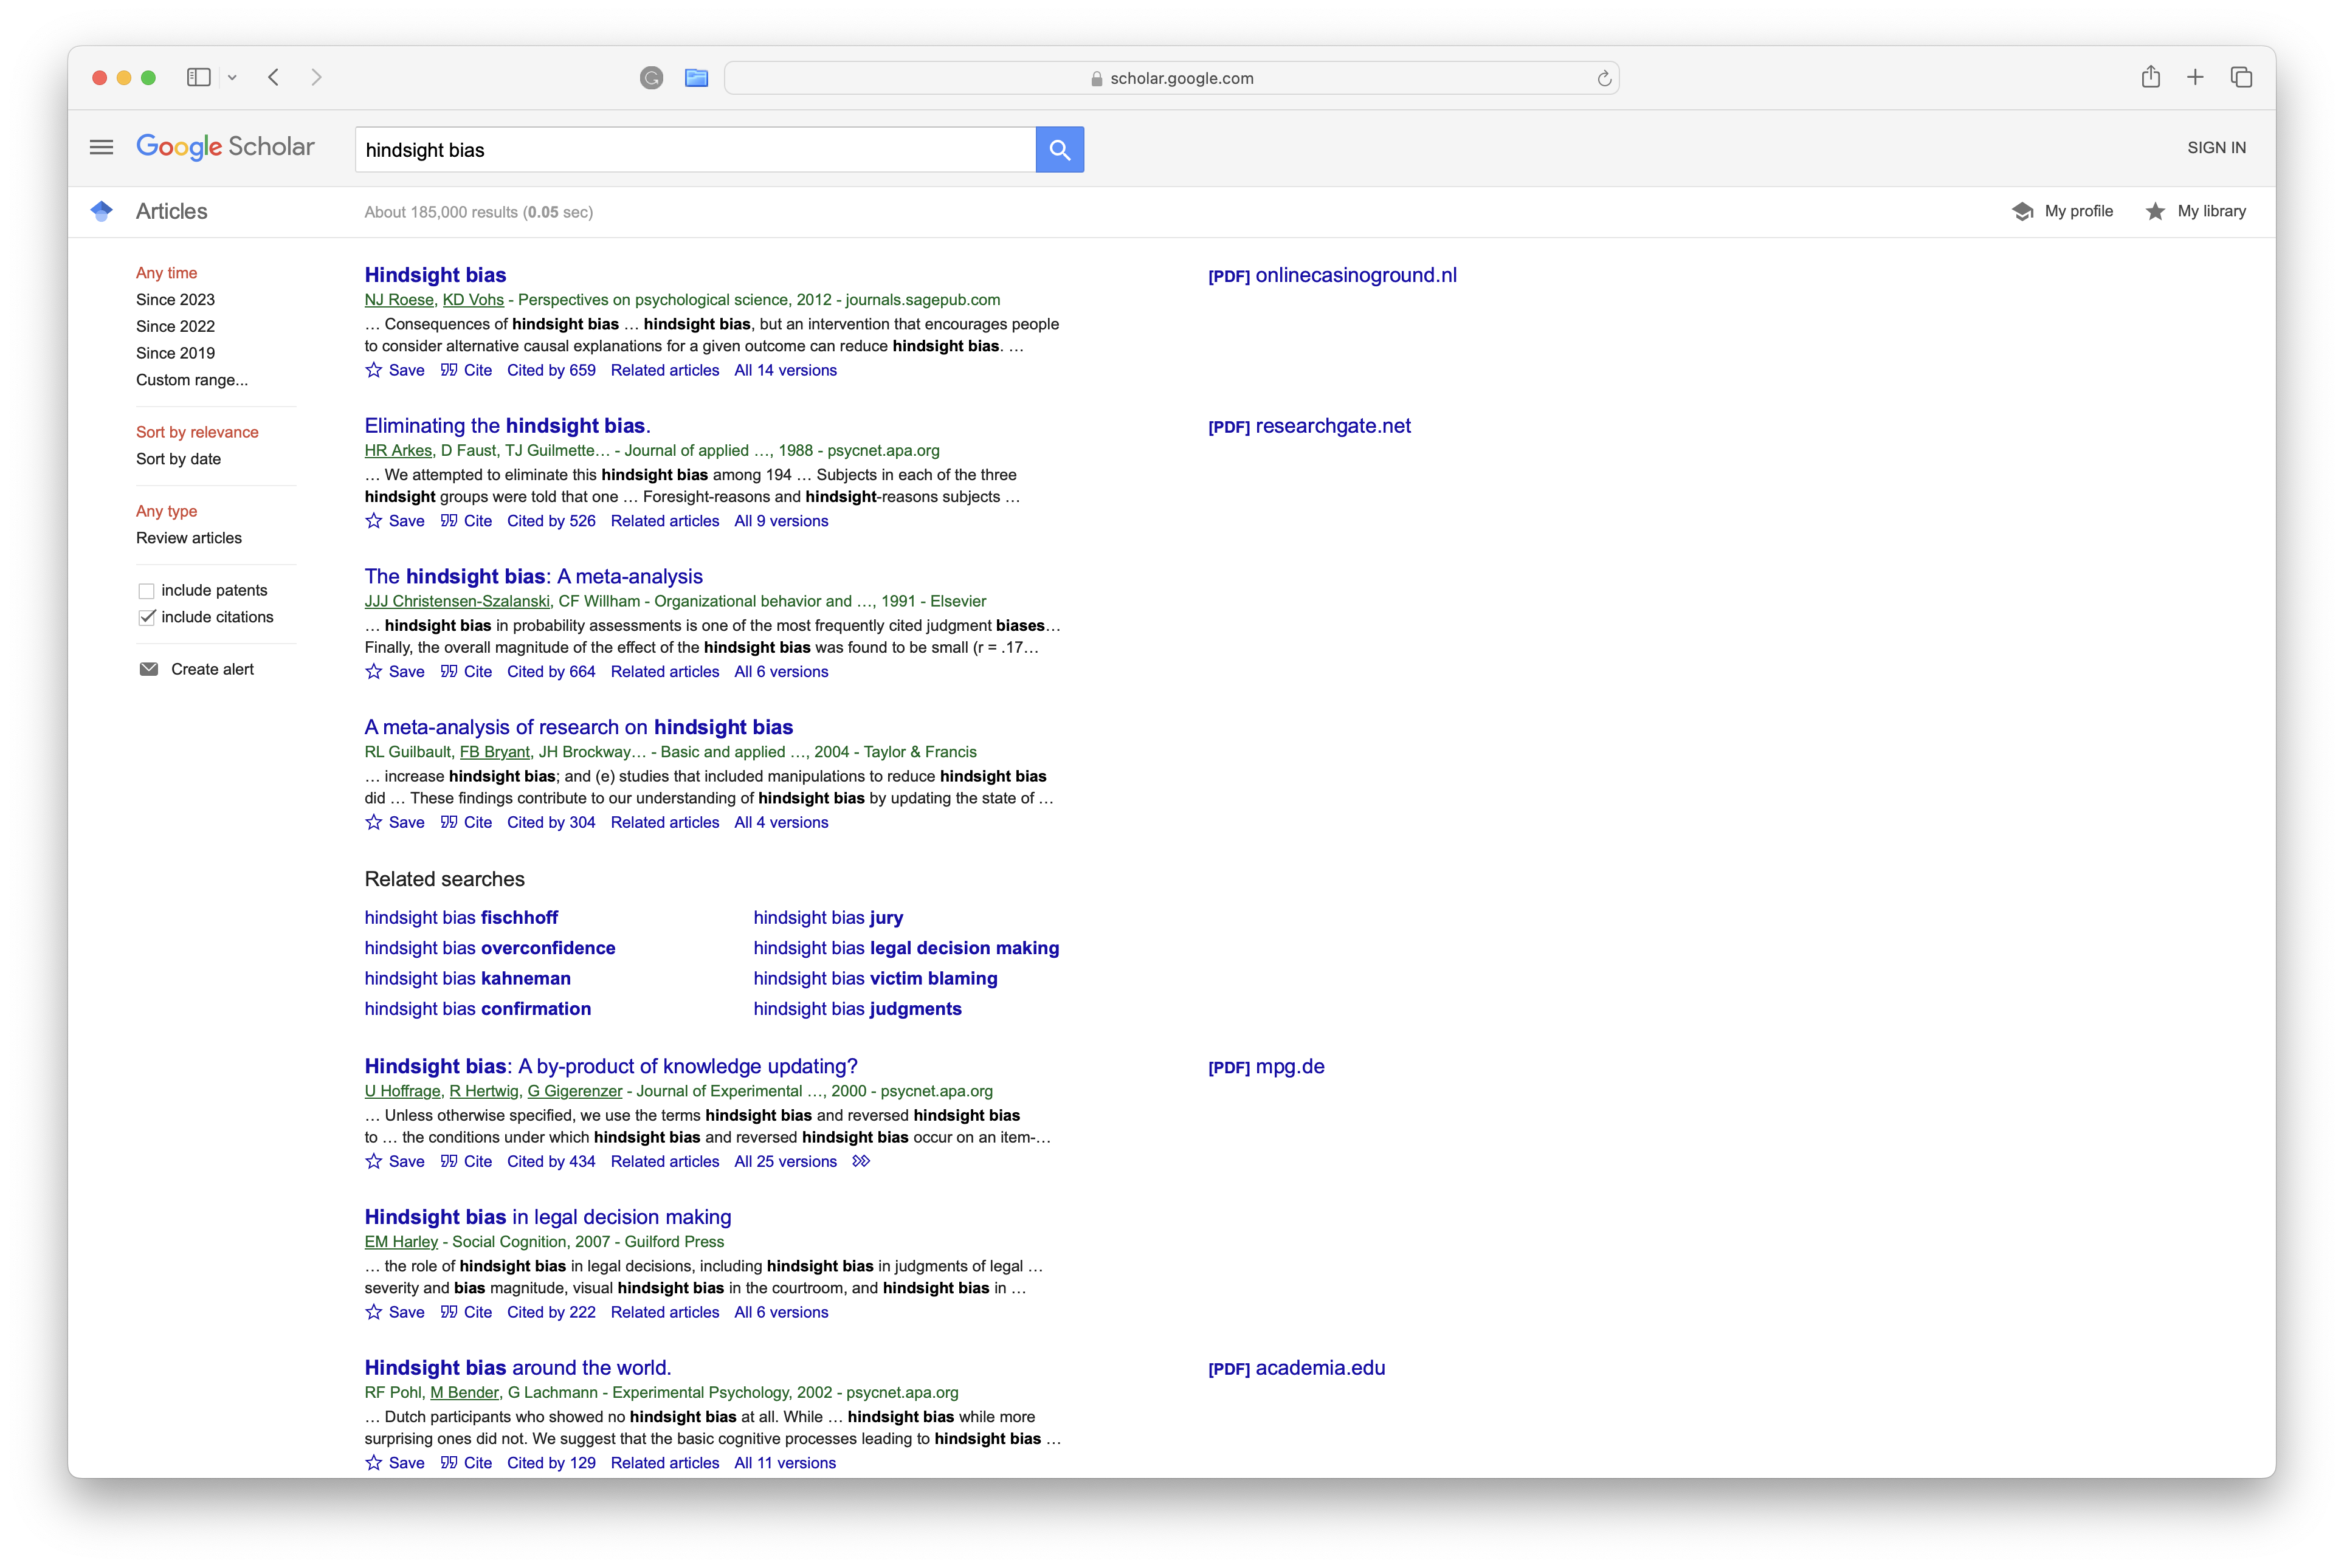 scholar.google.com
Google Scholar
hindsight bias
SIGN IN
Articles
About 185,000 results (0.05 sec)
My profile
My library
Any time
Since 2023
Since 2022
Since 2019
Custom range...
Sort by relevance
Sort by date
Any type
Review articles
include patents
include citations
Create alert
Hindsight bias
[PDF] onlinecasinoground.nl
NJ Roese, KD Vohs - Perspectives on psychological science, 2012 - journals.sagepub.com
… Consequences of hindsight bias … hindsight bias, but an intervention that encourages people
to consider alternative causal explanations for a given outcome can reduce hindsight bias. …
Save Cite Cited by 659 Related articles All 14 versions
Eliminating the hindsight bias.
[PDF] researchgate.net
HR Arkes, D Faust, TJ Guilmette… - Journal of applied …, 1988 - psycnet.apa.org
… We attempted to eliminate this hindsight bias among 194 … Subjects in each of the three
hindsight groups were told that one … Foresight-reasons and hindsight-reasons subjects …
Save Cite Cited by 526 Related articles All 9 versions
The hindsight bias: A meta-analysis
JJJ Christensen-Szalanski, CF Willham - Organizational behavior and …, 1991 - Elsevier
… hindsight bias in probability assessments is one of the most frequently cited judgment biases…
Finally, the overall magnitude of the effect of the hindsight bias was found to be small (r = .17…
Save Cite Cited by 664 Related articles All 6 versions
A meta-analysis of research on hindsight bias
RL Guilbault, FB Bryant, JH Brockway… - Basic and applied …, 2004 - Taylor & Francis
… increase hindsight bias; and (e) studies that included manipulations to reduce hindsight bias
did … These findings contribute to our understanding of hindsight bias by updating the state of …
Save Cite Cited by 304 Related articles All 4 versions
Related searches
hindsight bias fischhoff
hindsight bias overconfidence
hindsight bias kahneman
hindsight bias confirmation
hindsight bias jury
hindsight bias legal decision making
hindsight bias victim blaming
hindsight bias judgments
Hindsight bias: A by-product of knowledge updating?
[PDF] mpg.de
U Hoffrage, R Hertwig, G Gigerenzer - Journal of Experimental …, 2000 - psycnet.apa.org
… Unless otherwise specified, we use the terms hindsight bias and reversed hindsight bias
to … the conditions under which hindsight bias and reversed hindsight bias occur on an item-…
Save Cite Cited by 434 Related articles All 25 versions
Hindsight bias in legal decision making
EM Harley - Social Cognition, 2007 - Guilford Press
… the role of hindsight bias in legal decisions, including hindsight bias in judgments of legal …
severity and bias magnitude, visual hindsight bias in the courtroom, and hindsight bias in …
Save Cite Cited by 222 Related articles All 6 versions
Hindsight bias around the world.
[PDF] academia.edu
RF Pohl, M Bender, G Lachmann - Experimental Psychology, 2002 - psycnet.apa.org
… Dutch participants who showed no hindsight bias at all. While … hindsight bias while more
surprising ones did not. We suggest that the basic cognitive processes leading to hindsight bias …
Save Cite Cited by 129 Related articles All 11 versions